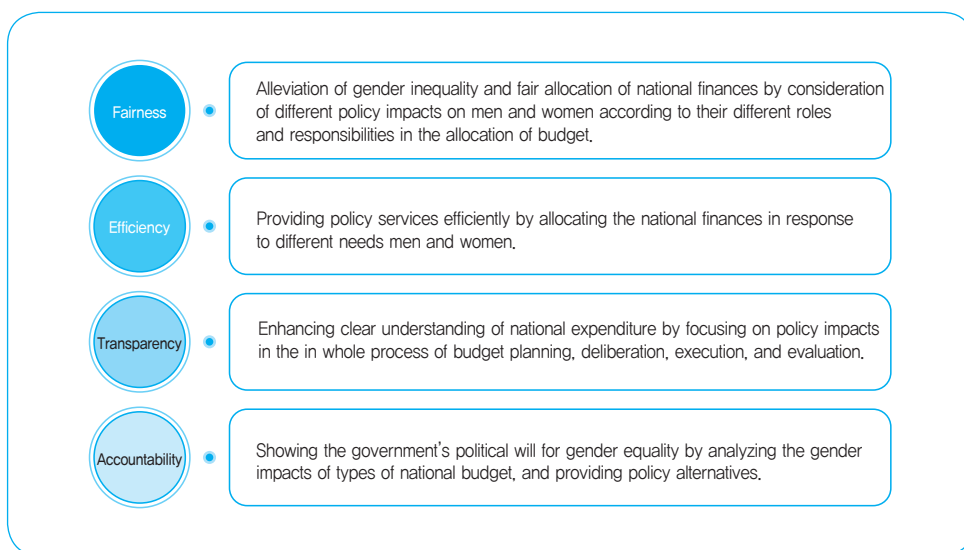 Fairness
Alleviation of gender inequality and fair allocation of national finances by consideration
of different policy impacts on men and women according to their different roles
and responsibilities in the allocation of budget.
Efficiency
Providing policy services efficiently by allocating the national finances in response
to different needs men and women.
Transparency
Enhancing clear understanding of national expenditure by focusing on policy impacts
in the in whole process of budget planning, deliberation, execution, and evaluation.
Accountability
Showing the government's political will for gender equality by analyzing the gender
impacts of types of national budget, and providing policy alternatives.